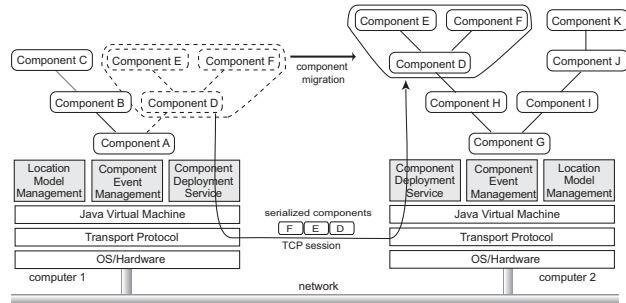 Component E
Component F
Component K
Component C
Component E
Component F
component
migration
Component D
Component J
Component B
Component D
Component H
Component I
Component A
Component G
Location
Model
Management
Component
Event
Management
Component
Deployment
Service
Component
Deployment
Service
Component
Event
Management
Location
Model
Management
serialized components
Java Virtual Machine
F E D
Java Virtual Machine
Transport Protocol
TCP session
Transport Protocol
OS/Hardware
OS/Hardware
computer 1
network
computer 2